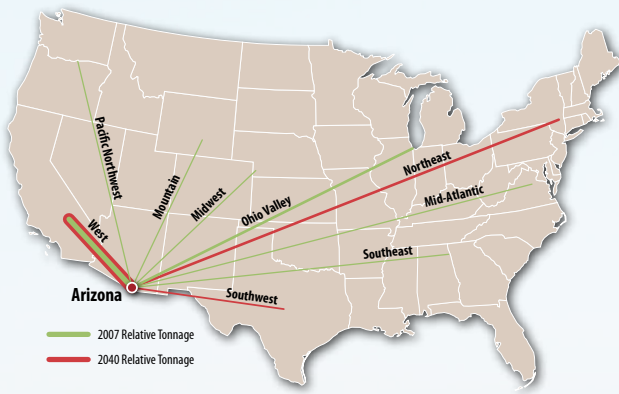 Pacific Northwest
Mountain
Midwest
Ohio Valley
Northeast
Mid-Atlantic
West
Southeast
Arizona
Southwest
2007 Relative Tonnage
2040 Relative Tonnage